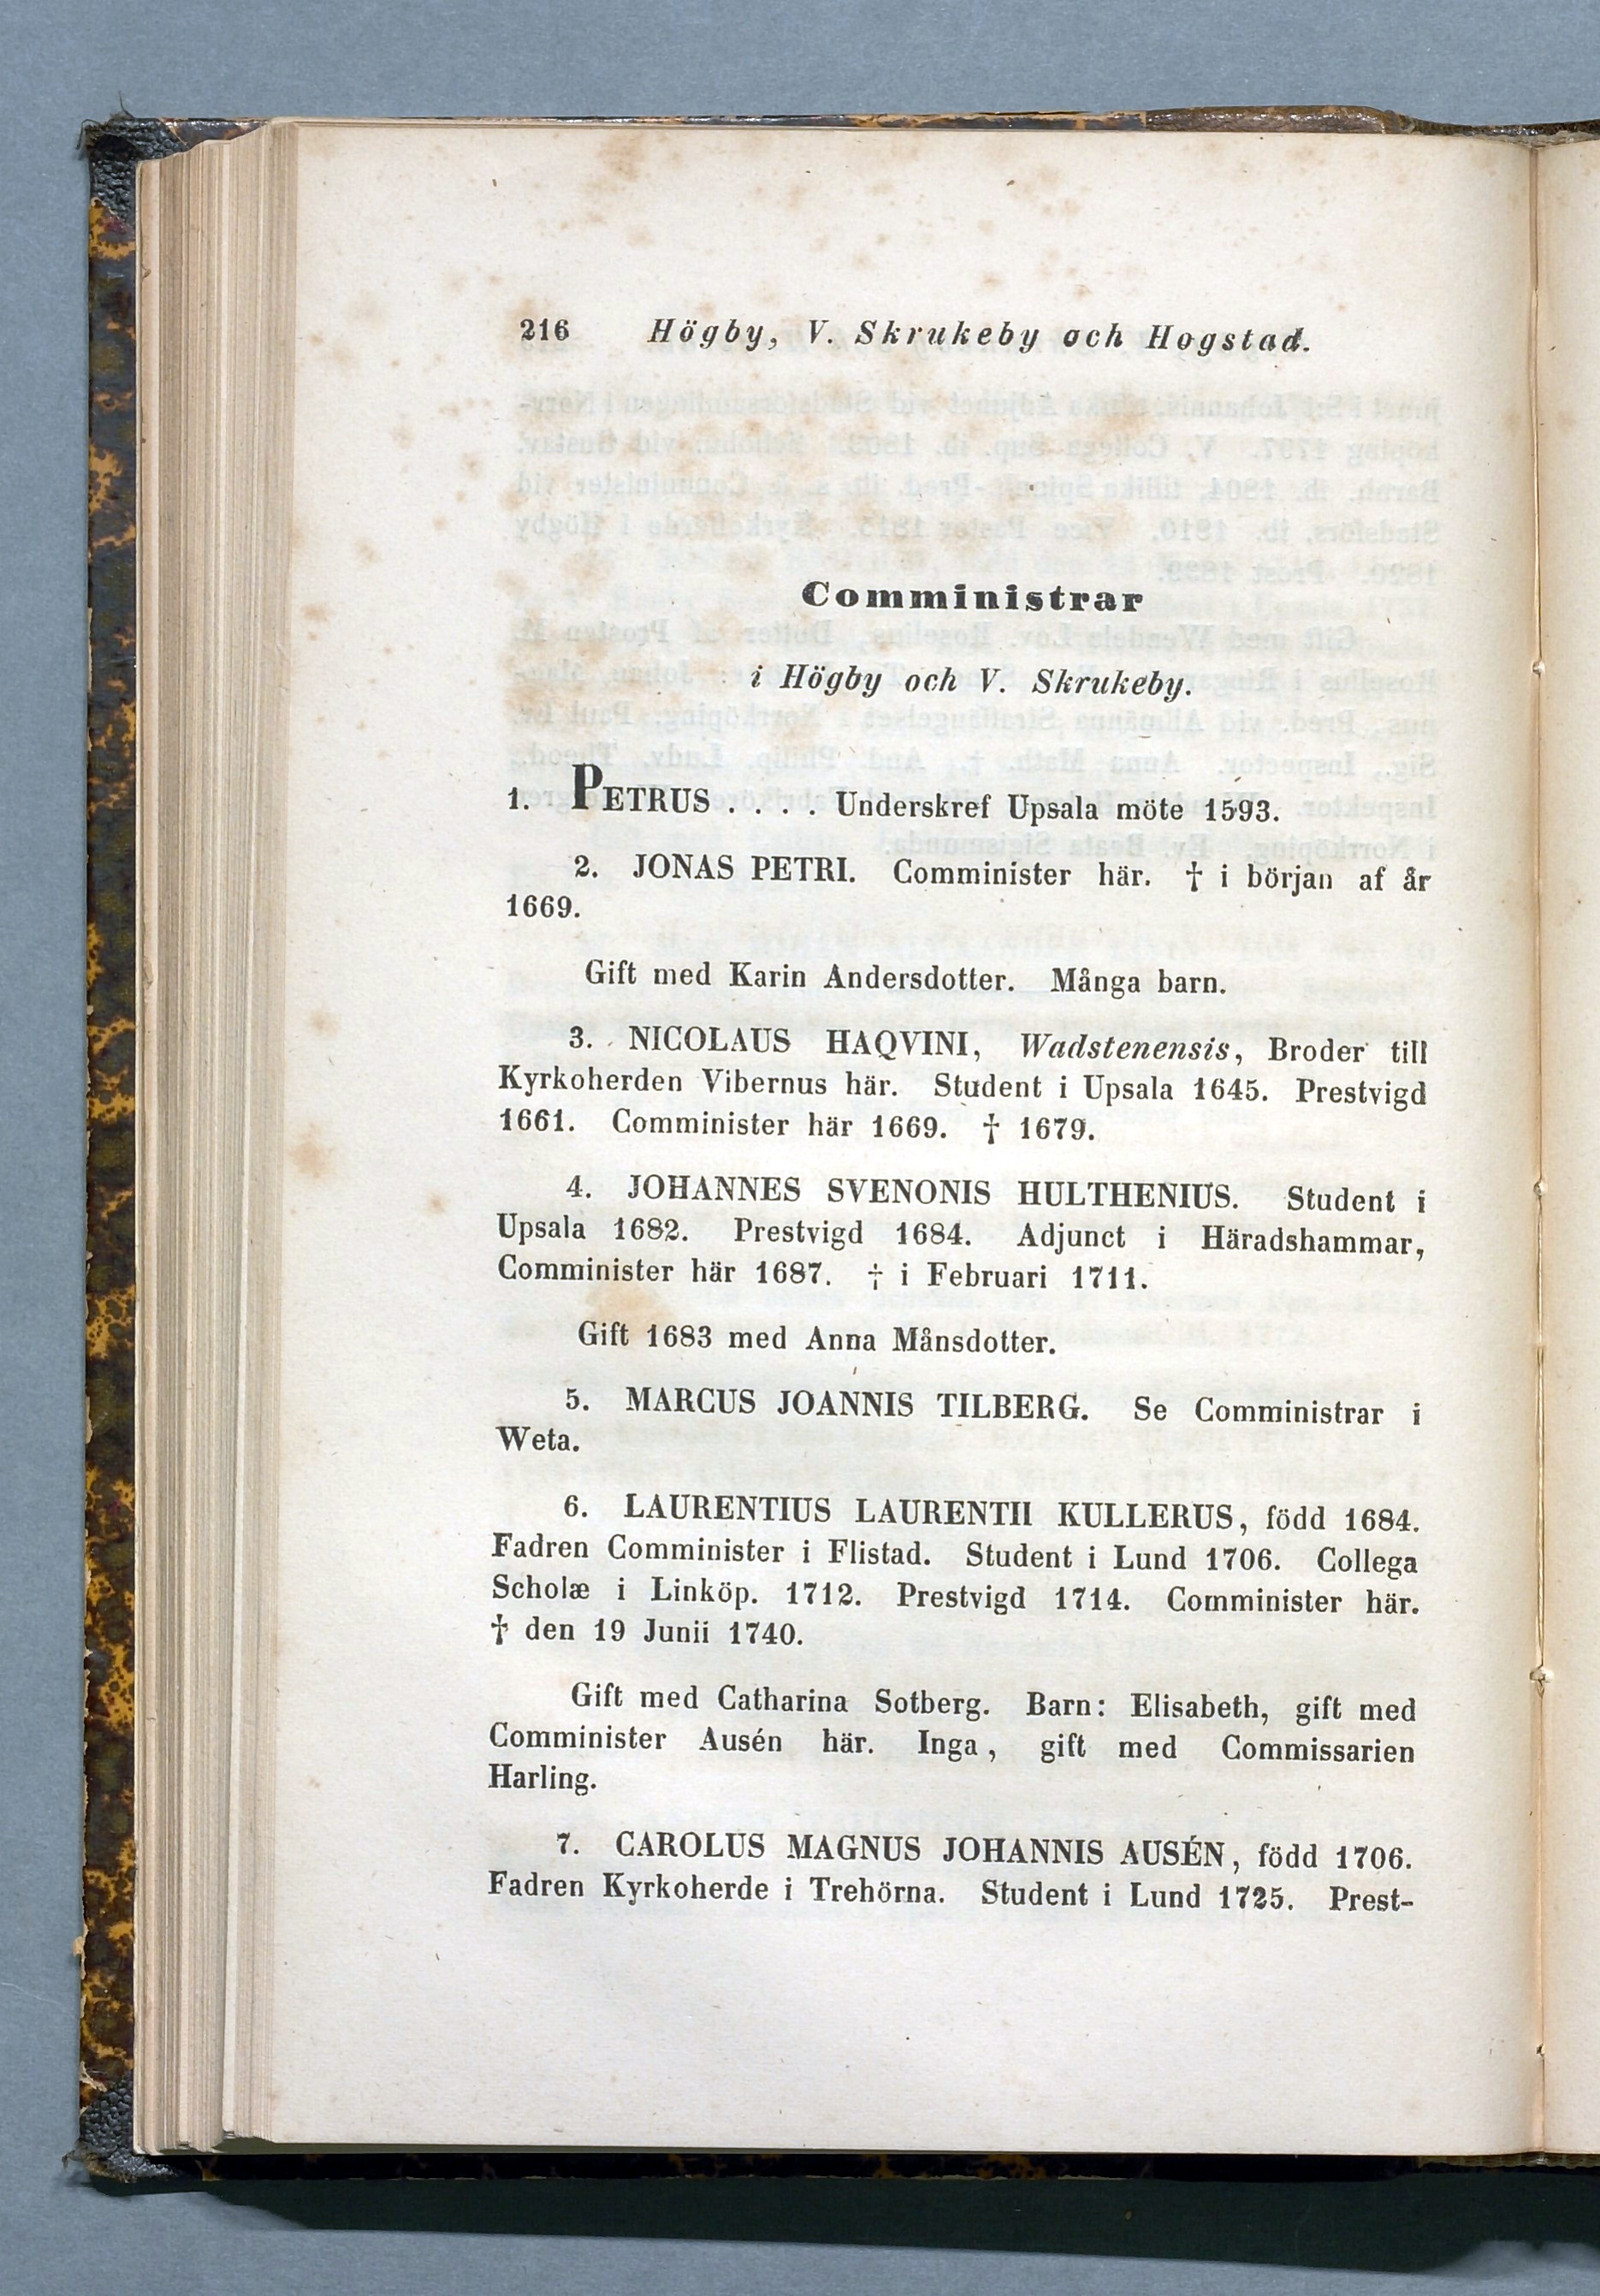 216 Högby, V. Skrukeby och Hogstad.
Comministrar
i Högby och V. Skrukeby.
1. PETRUS . . . . Underskref Upsala möte 1593.
2. JONAS PETRI. Comminister här. † i början af år
1669.
Gift med Karin Andersdotter. Många barn.
3. NICOLAUS HAQVINI, Wadstenensis, Broder till
Kyrkoherden Vibernus här. Student i Upsala 1645. Prestvigd
1661. Comminister här 1669. † 1679.
4. JOHANNES SVENONIS HULTHENIUS. Student i
Upsala 1682. Prestvigd 1684. Adjunct i Häradshammar,
Comminister här 1687. † i Februari 1711.
Gift 1683 med Anna Månsdotter.
5. MARCUS JOANNIS TILBERG. Se Comministrar i
Weta.
6. LAURENTIUS LAURENTII KULLERUS, född 1684.
Fadren Comminister i Flistad. Student i Lund 1706. Collega
Scholæ i Linköp. 1712. Prestvigd 1714. Comminister här.
† den 19 Junii 1740.
Gift med Catharina Sotberg. Barn: Elisabeth, gift med
Comminister Ausén här. Inga, gift med Commissarien
Harling.
7. CAROLUS MAGNUS JOHANNIS AUSÉN, född 1706.
Fadren Kyrkoherde i Trehörna. Student i Lund 1725. Prest-